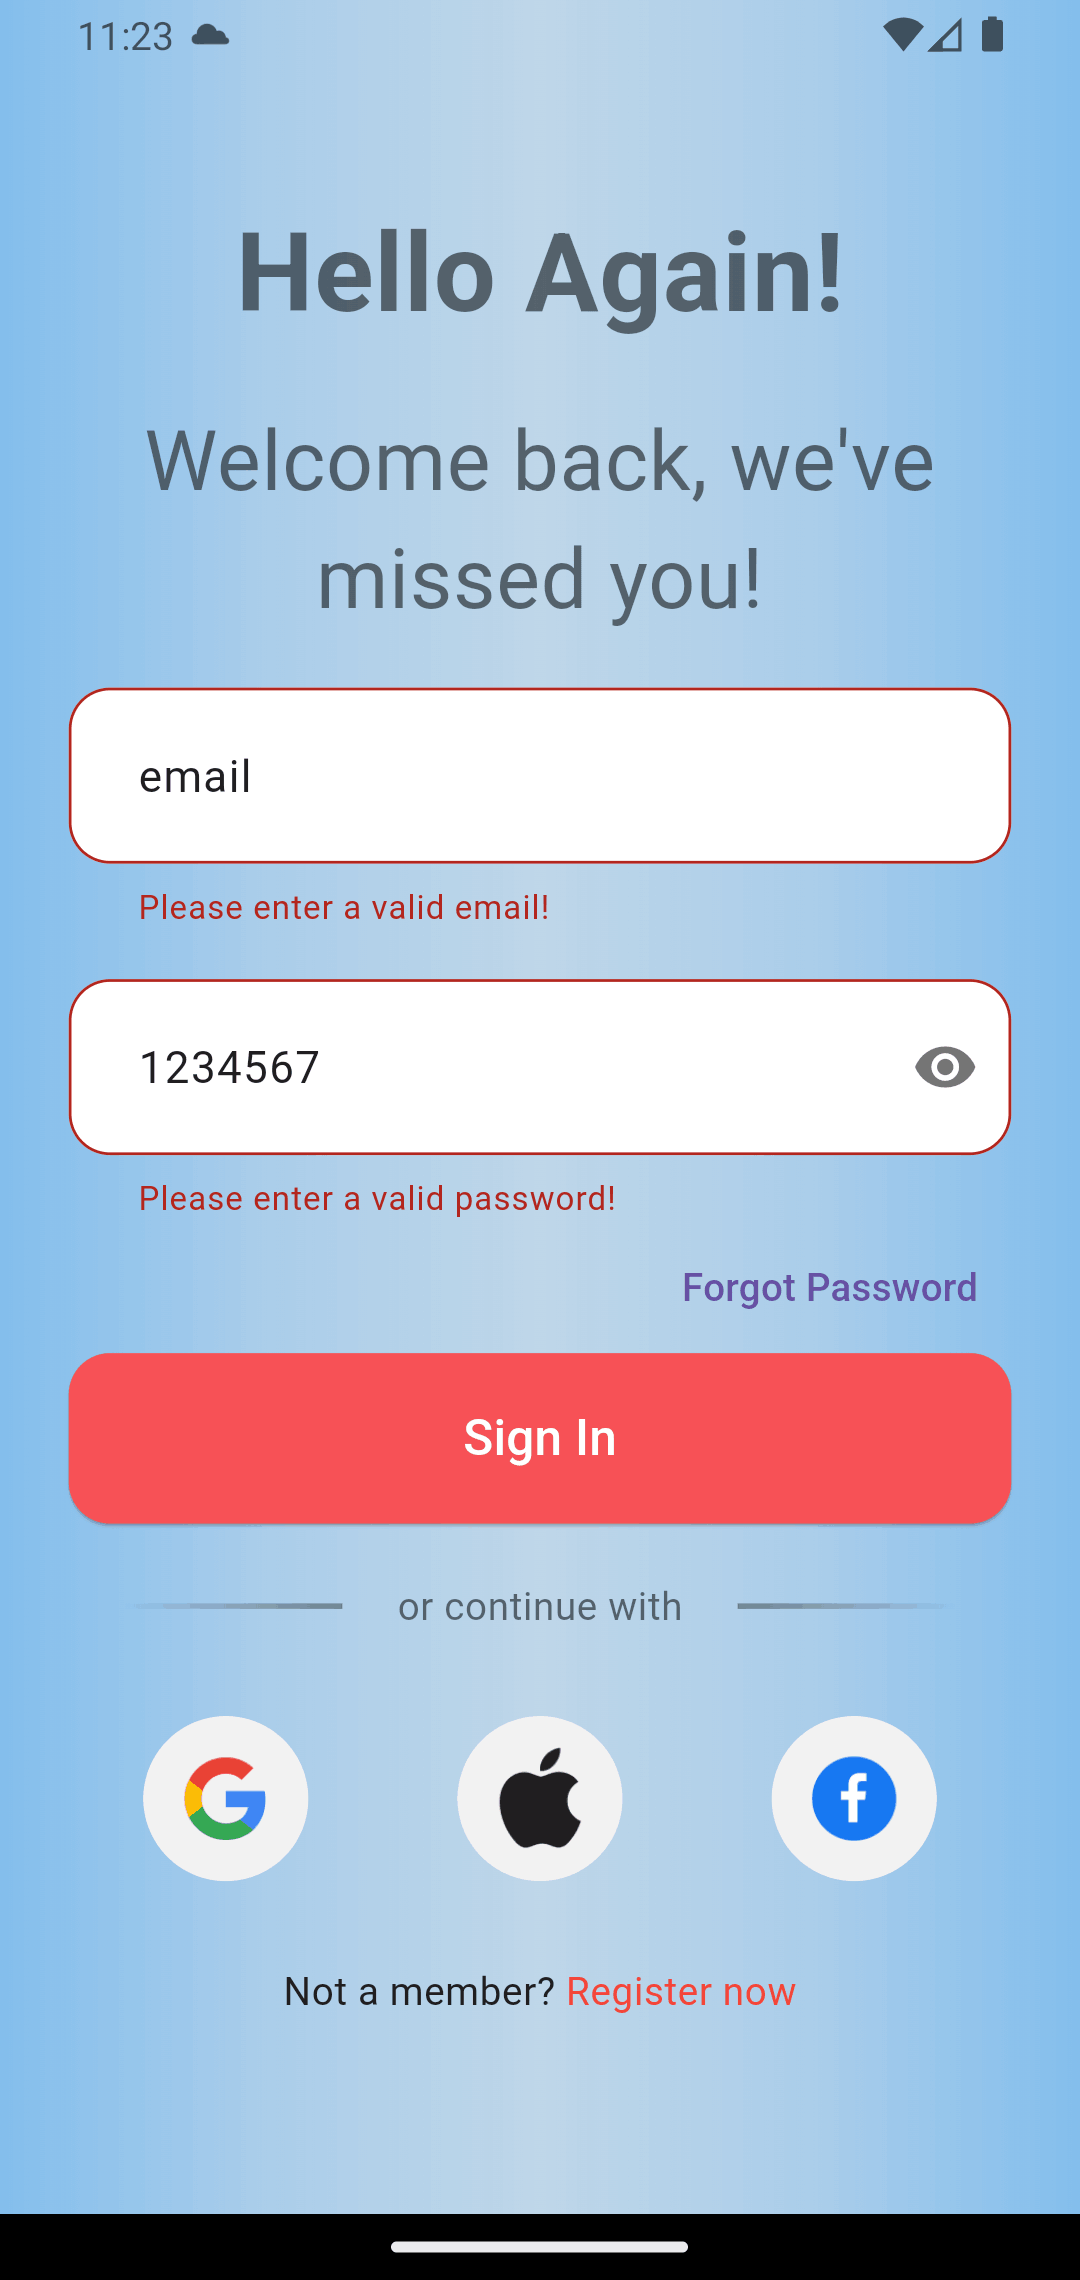 11:23
Hello Again!
Welcome back, we've
missed you!
email
Please enter a valid email!
1234567
Please enter a valid password!
Forgot Password
Sign In
or continue with
Not a member? Register now